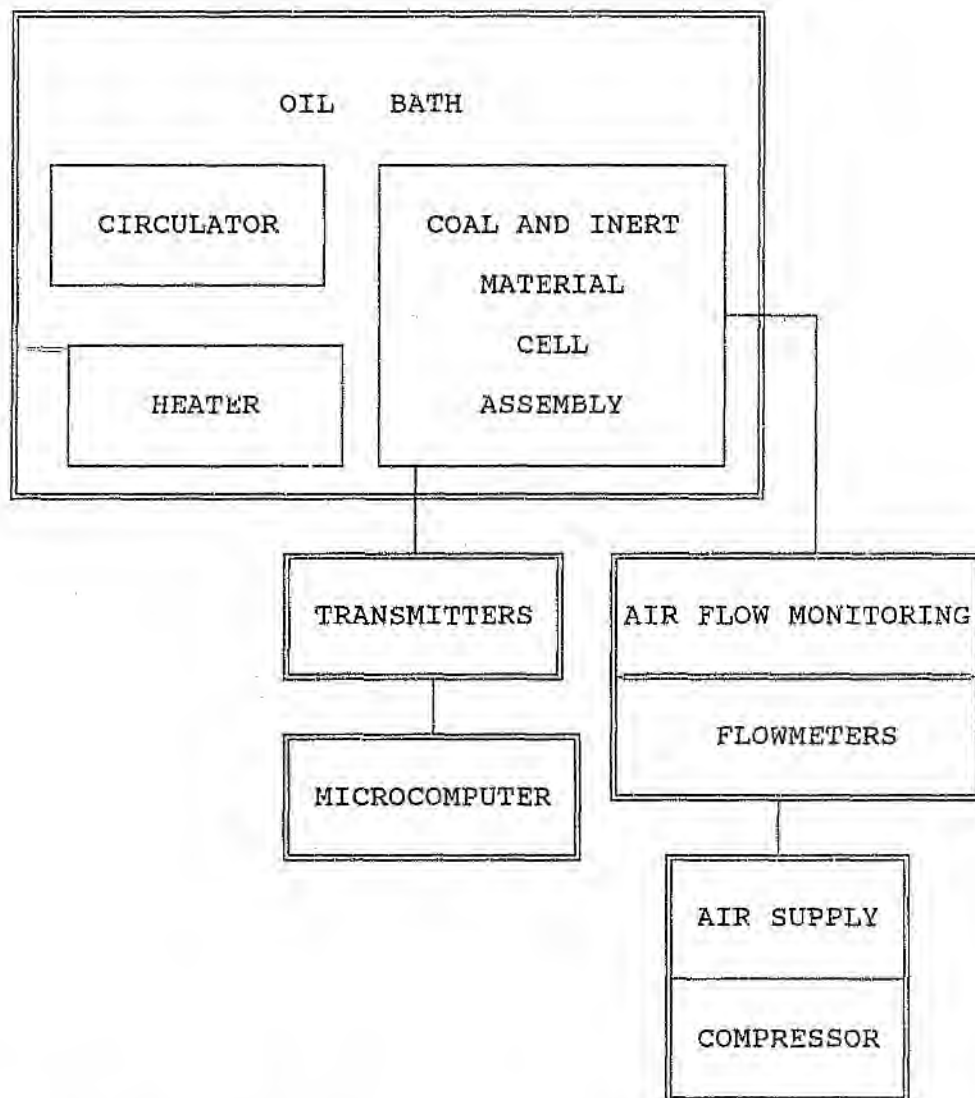 OIL BATH
CIRCULATOR
COAL AND INERT
MATERIAL
CELL
ASSEMBLY
HEATER
TRANSMITTERS
MICROCOMPUTER
AIR FLOW MONITORING
FLOWMETERS
AIR SUPPLY
COMPRESSOR